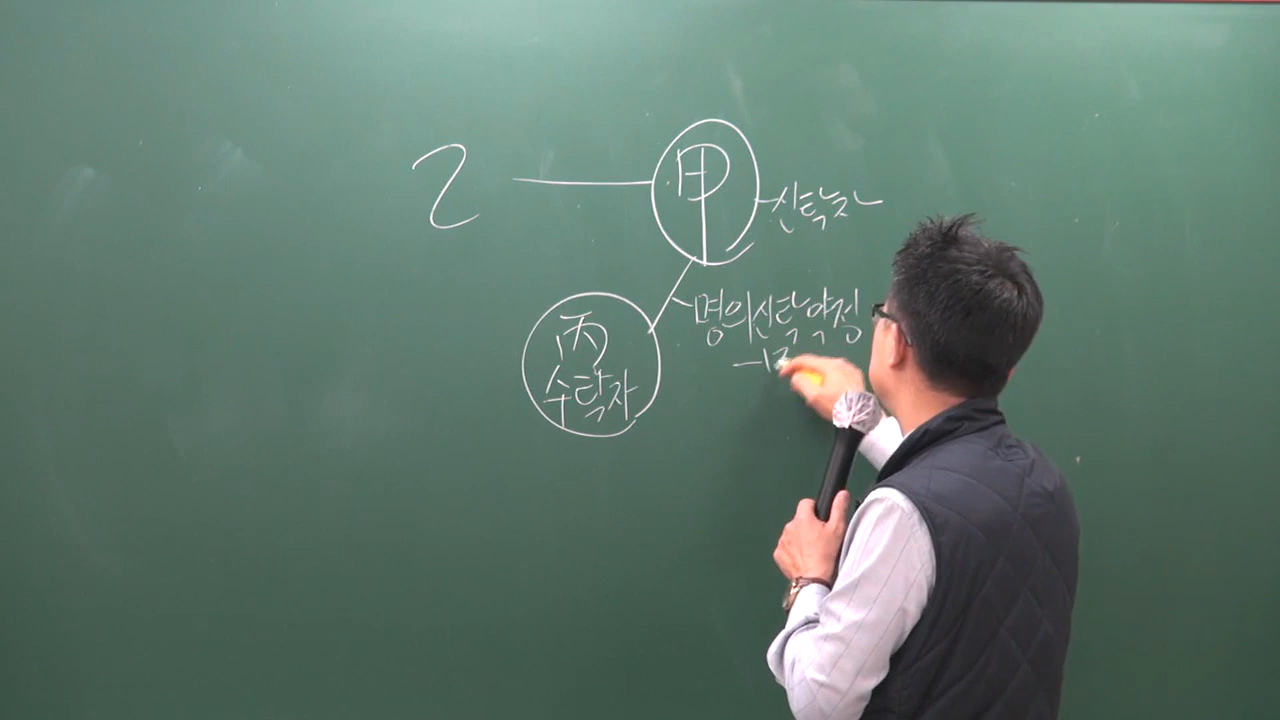 乙 甲 신탁자
명의신탁약정
丙
수탁자